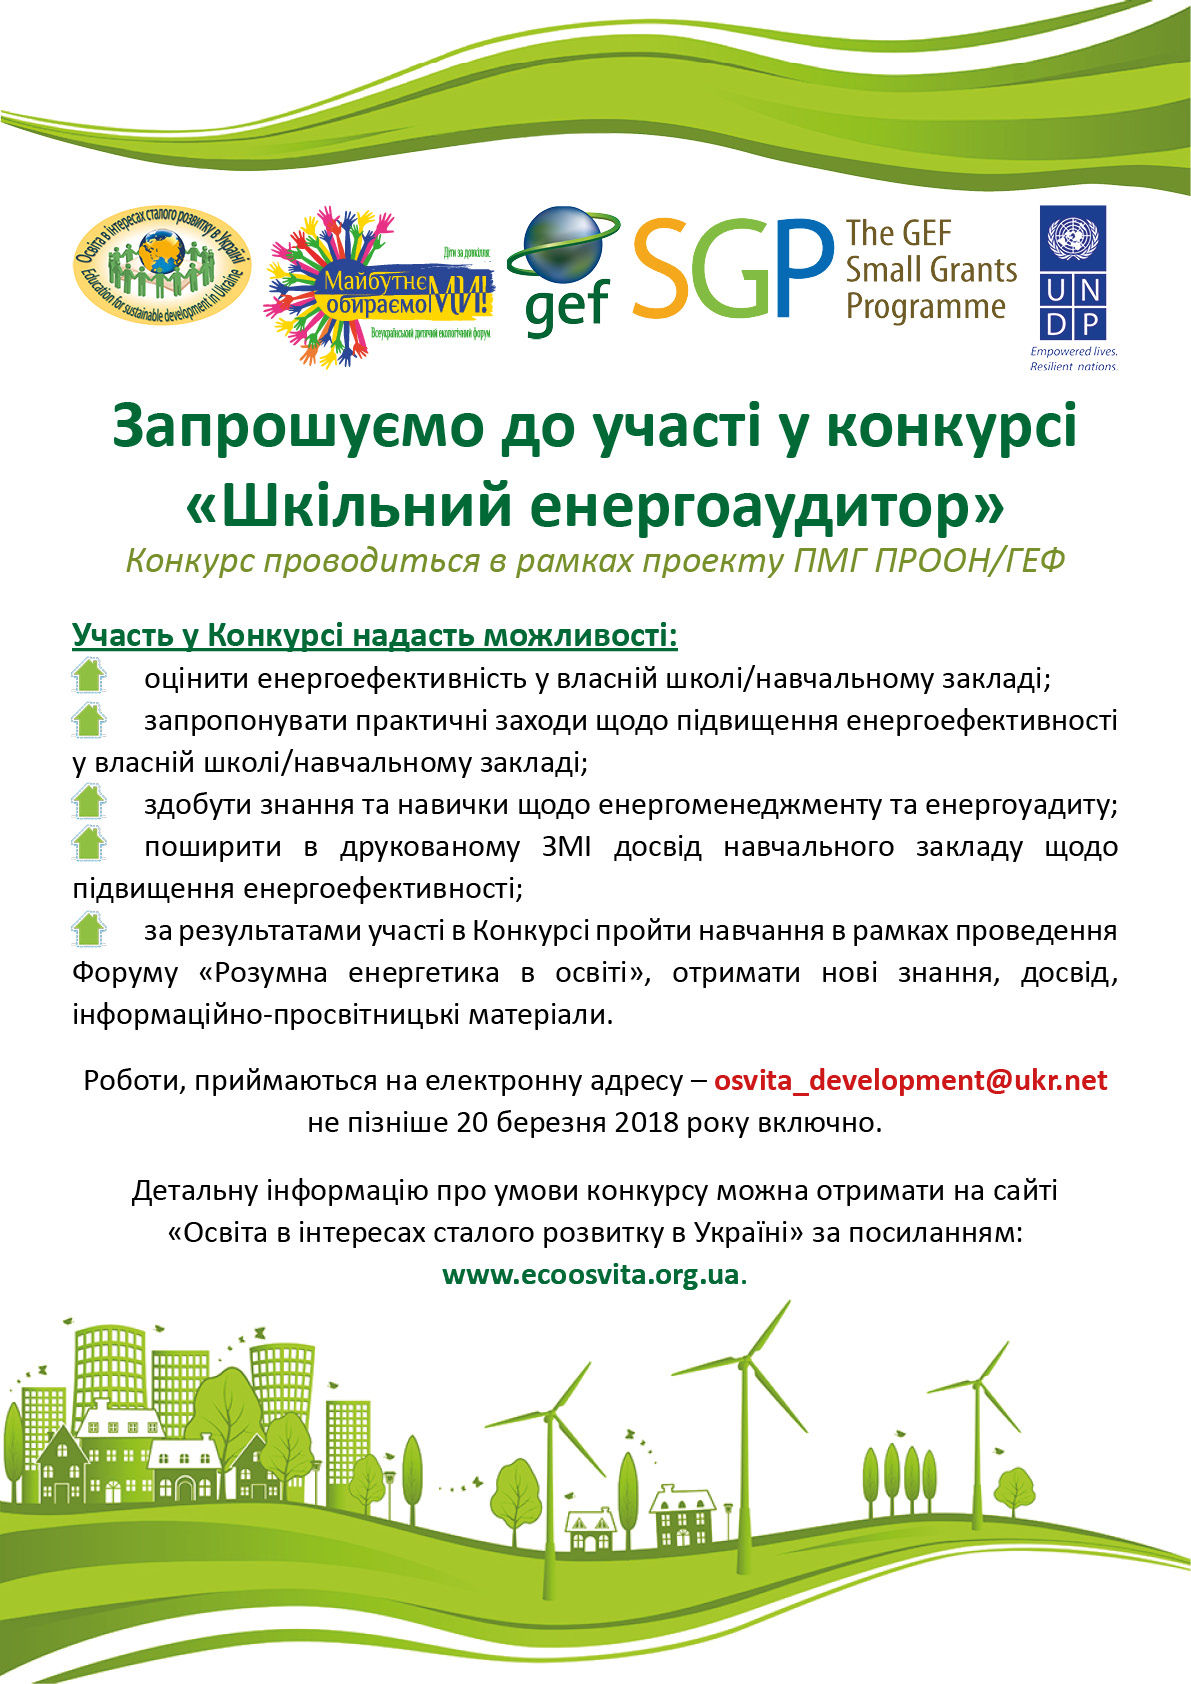 Освіта в інтересах сталого розвитку в Україні
Education for sustainable development in Ukraine
Діти за довкілля:
Майбутнє
обираємо МИ!
Всеукраїнський дитячий екологічний форум
gef
SGP
The GEF
Small Grants
Programme
UN
DP
Empowered lives.
Resilient nations.
Запрошуємо до участі у конкурсі
«Шкільний енергоаудитор»
Конкурс проводиться в рамках проекту ПМГ ПРООН/ГЕФ
Участь у Конкурсі надасть можливості:
оцінити енергоефективність у власній школі/навчальному закладі;
запропонувати практичні заходи щодо підвищення енергоефективності
у власній школі/навчальному закладі;
здобути знання та навички щодо енергоменеджменту та енергоуадиту;
поширити в друкованому ЗМІ досвід навчального закладу щодо
підвищення енергоефективності;
за результатами участі в Конкурсі пройти навчання в рамках проведення
Форуму «Розумна енергетика в освіті», отримати нові знання, досвід,
інформаційно-просвітницькі матеріали.
Роботи, приймаються на електронну адресу – osvita_development@ukr.net
не пізніше 20 березня 2018 року включно.
Детальну інформацію про умови конкурсу можна отримати на сайті
«Освіта в інтересах сталого розвитку в Україні» за посиланням:
www.ecoosvita.org.ua.